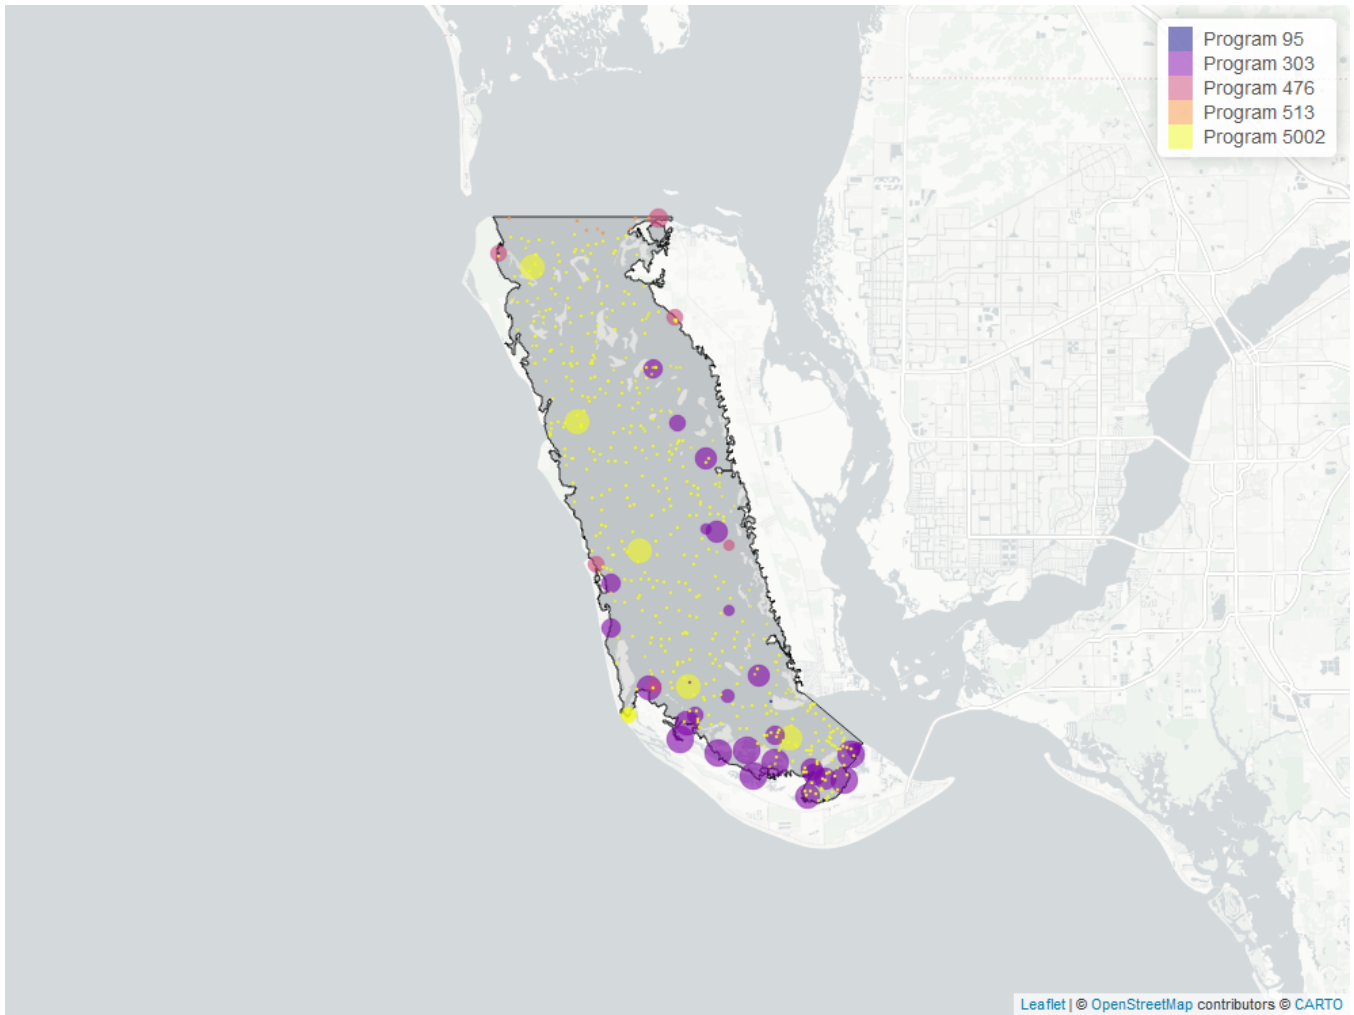 Program 95
Program 303
Program 476
Program 513
Program 5002
Leaflet | © OpenStreetMap contributors © CARTO